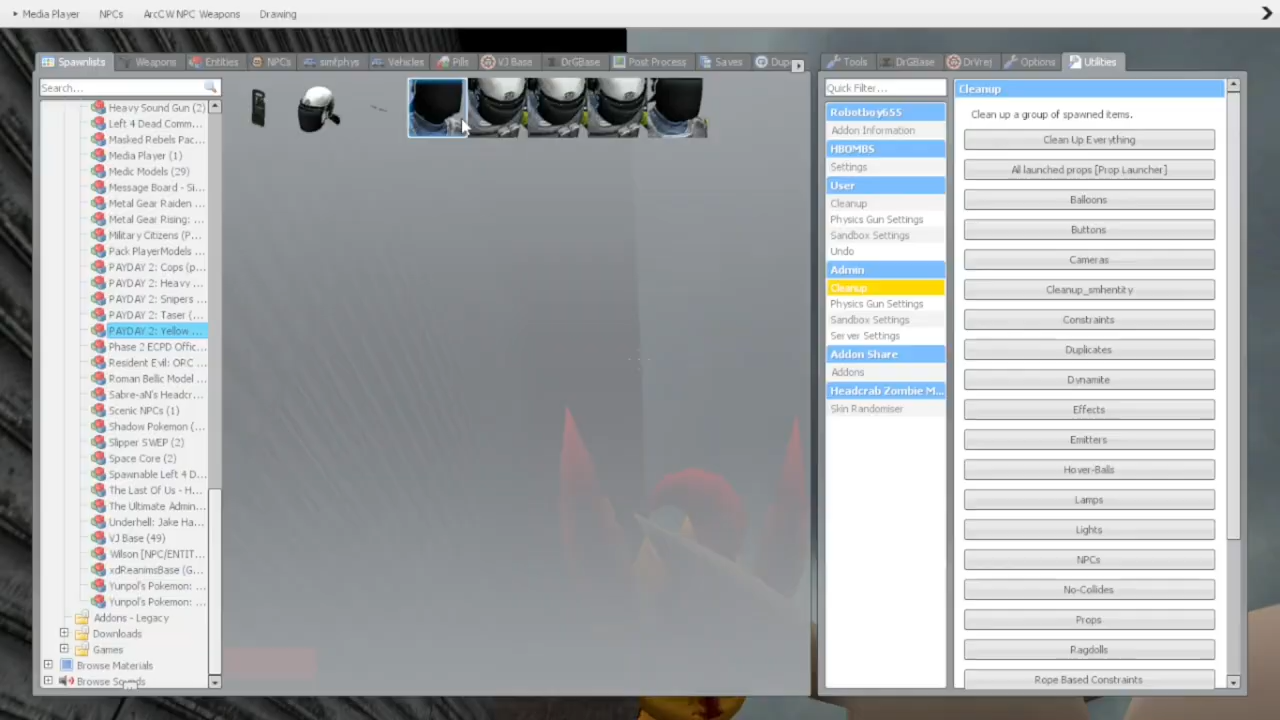 Media Player NPCs ArcCW NPC Weapons Drawing
Spawnlists Weapons Entities NPCs simfphys Vehicles Pills VJ Base DrGBase Post Process Saves Dup
Tools DrGBase DrVrej Options Utilities
Search...
Heavy Sound Gun (2)
Left 4 Dead Comm...
Masked Rebels Pac...
Media Player (1)
Medic Models (29)
Message Board - Si...
Metal Gear Raiden ...
Metal Gear Rising: ...
Military Citizens (P...
Pack PlayerModels ...
PAYDAY 2: Cops (p...
PAYDAY 2: Heavy ...
PAYDAY 2: Snipers ...
PAYDAY 2: Taser (...
PAYDAY 2: Yellow ...
Phase 2 ECPD Offic...
Resident Evil: ORC ...
Roman Bellic Model ...
Sabre-aN's Headcr...
Scenic NPCs (1)
Shadow Pokemon (...
Slipper SWEP (2)
Space Core (2)
Spawnable Left 4 D...
The Last Of Us - H...
The Ultimate Admin...
Underhell: Jake Ha...
VJ Base (49)
Wilson [NPC/ENTIT...
xdReanimsBase (G...
Yunpol's Pokemon: ...
Yunpol's Pokemon: ...
Addons - Legacy
Downloads
Games
Browse Materials
Browse Sounds
Quick Filter...
Robotboy655
Addon Information
HBOMBS
Settings
User
Cleanup
Physics Gun Settings
Sandbox Settings
Undo
Admin
Cleanup
Physics Gun Settings
Sandbox Settings
Server Settings
Addon Share
Addons
Headcrab Zombie M...
Skin Randomiser
Cleanup
Clean up a group of spawned items.
Clean Up Everything
All launched props [Prop Launcher]
Balloons
Buttons
Cameras
Cleanup_smhentity
Constraints
Duplicates
Dynamite
Effects
Emitters
Hover-Balls
Lamps
Lights
NPCs
No-Collides
Props
Ragdolls
Rope Based Constraints